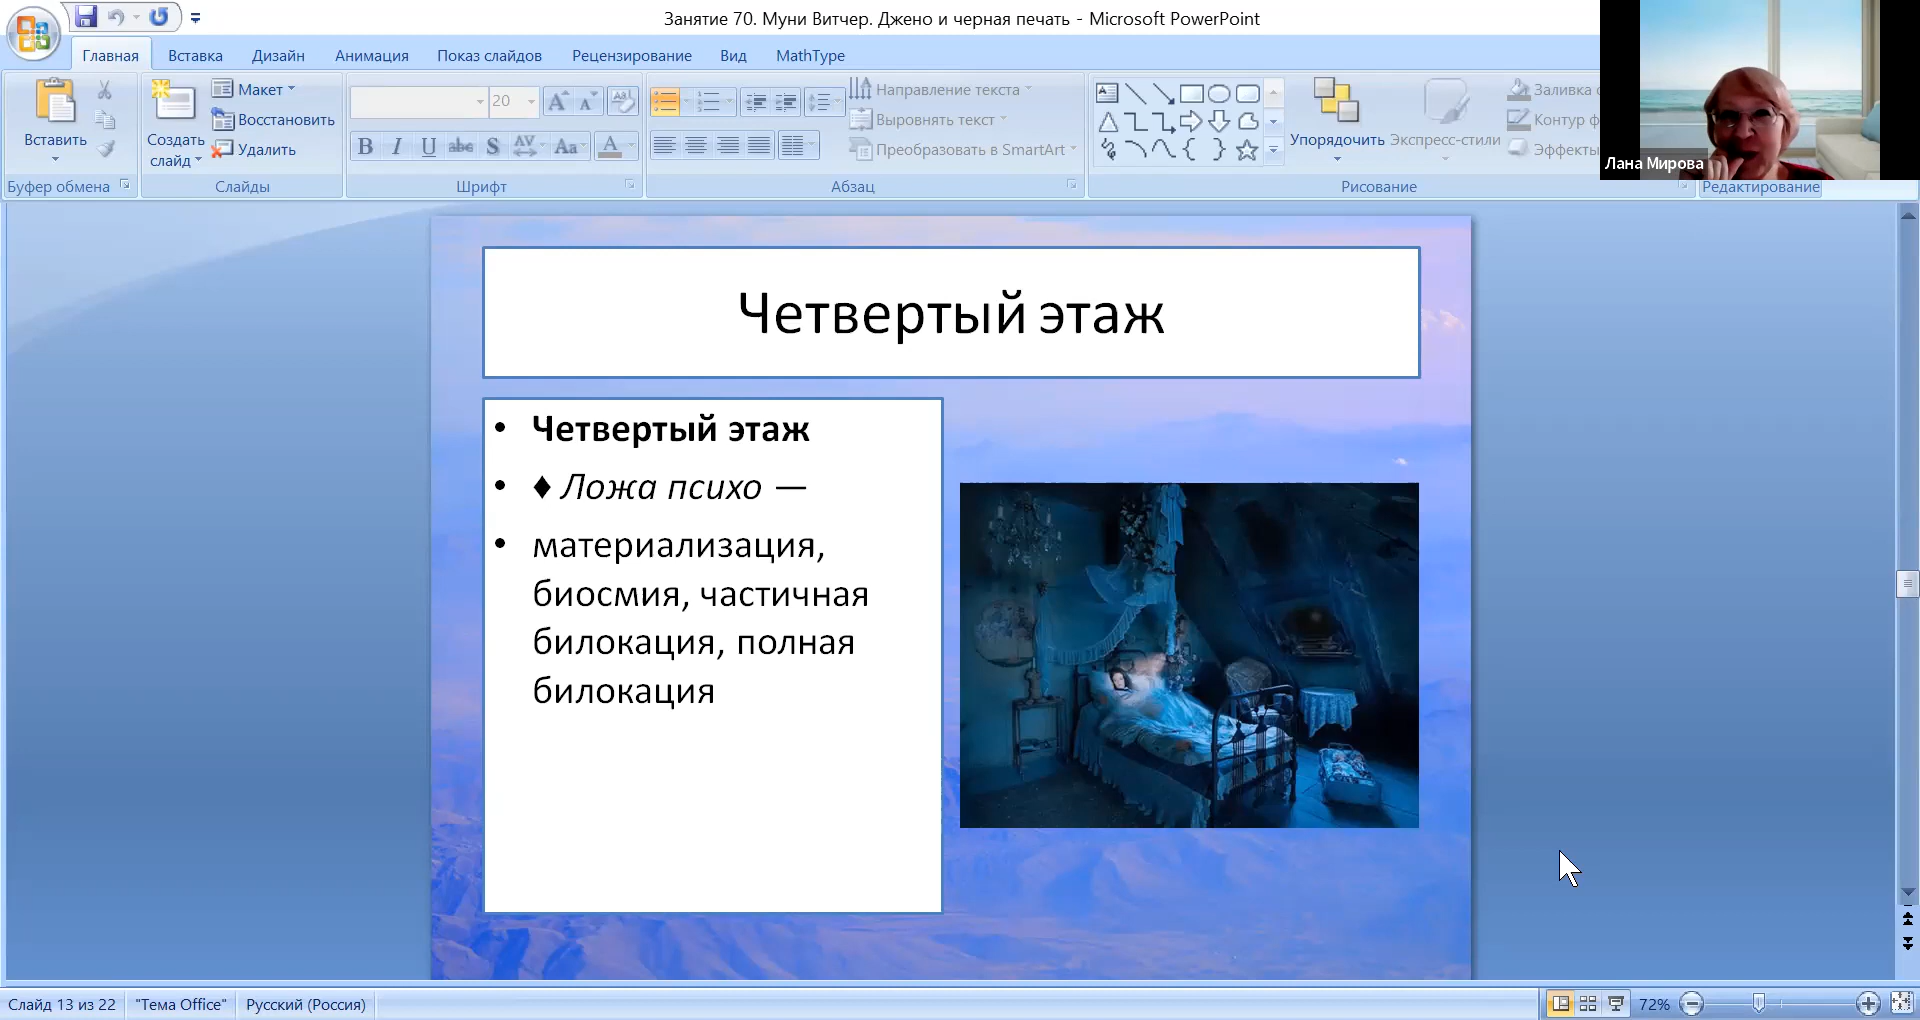 Занятие 70. Муни Витчер. Джено и черная печать - Microsoft PowerPoint
Главная
Вставка
Дизайн
Анимация
Показ слайдов
Рецензирование
Вид
MathType
Вставить
Буфер обмена
Создать
слайд
Макет
Восстановить
Удалить
Слайды
20
Шрифт
Направление текста
Выровнять текст
Преобразовать в SmartArt
Абзац
Упорядочить
Экспресс-стили
Заливка
Контур ф
Эффекты
Рисование
Редактирование
Лана Мирова
Четвертый этаж
• Четвертый этаж
• ♦ Ложа психо —
• материализация,
биосмия, частичная
билокация, полная
билокация
Слайд 13 из 22
"Тема Office"
Русский (Россия)
72%